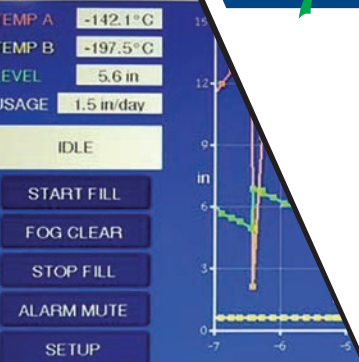 TEMP A -142.1°C
TEMP B -197.5°C
LEVEL 5.6 in
USAGE 1.5 in/day
IDLE
START FILL
FOG CLEAR
STOP FILL
ALARM MUTE
SETUP
15
12
9
in
6
3
0
-7 -6 -5